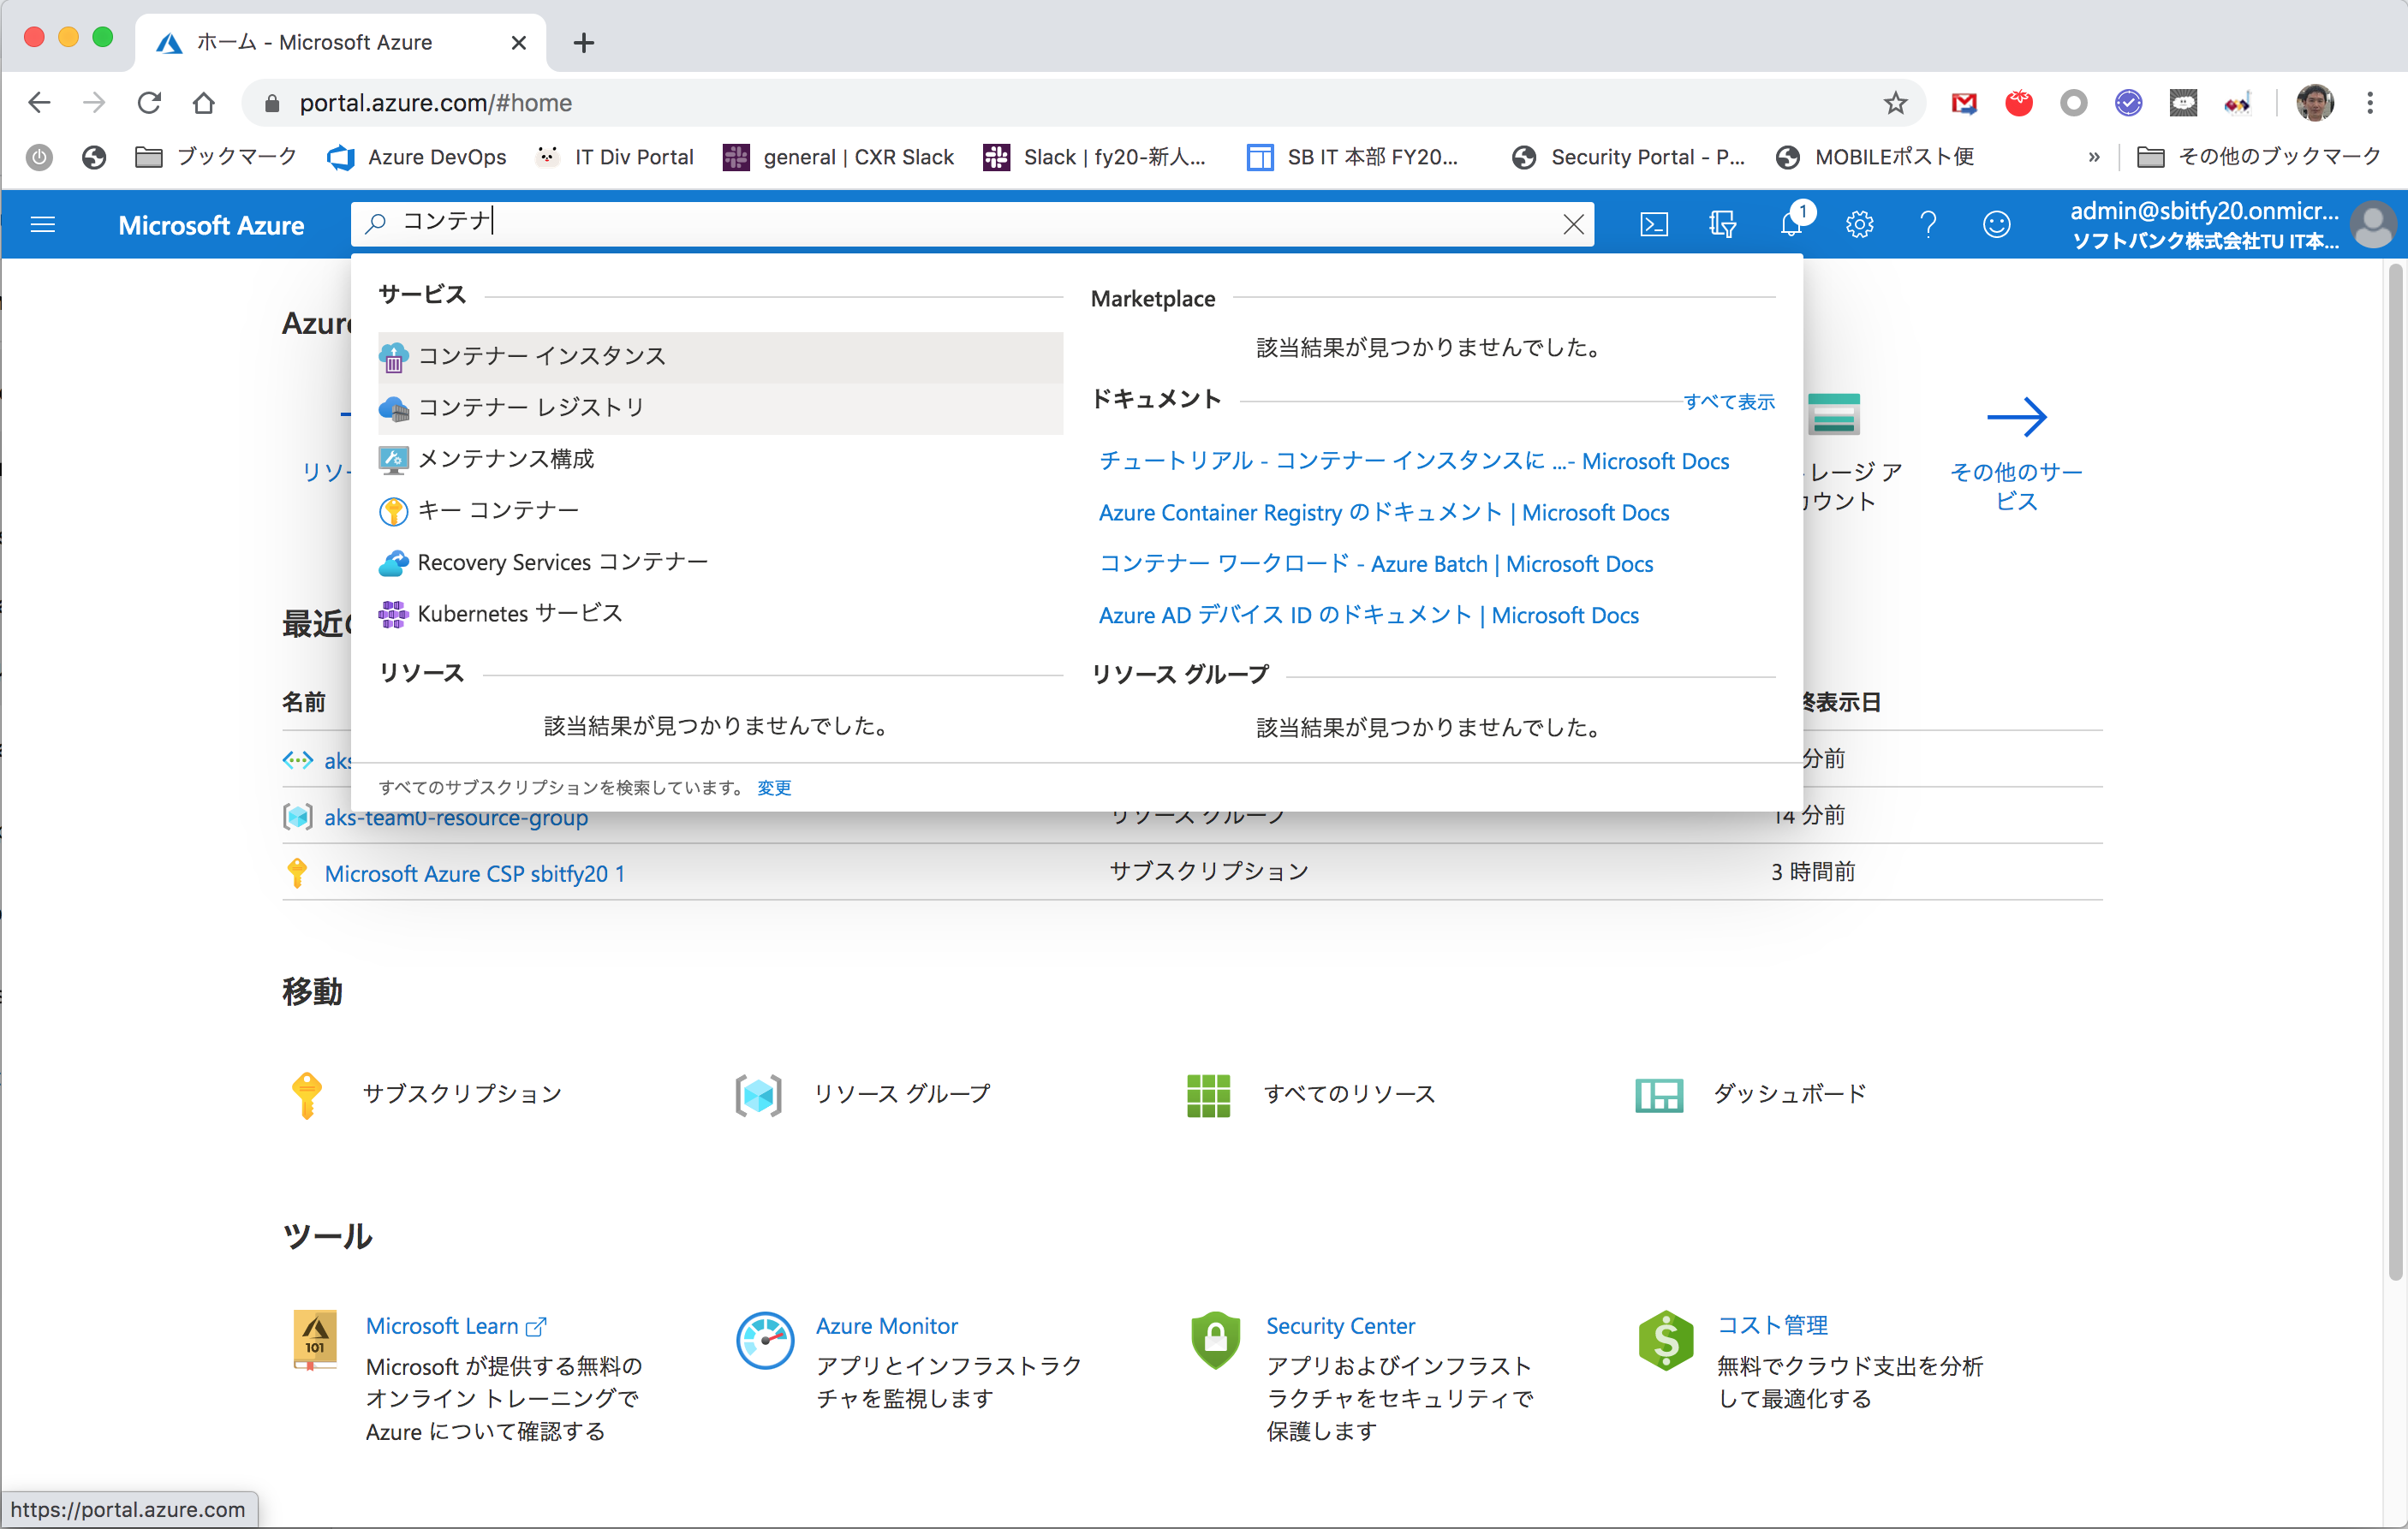 ホーム - Microsoft Azure
portal.azure.com/#home
ブックマーク
Azure DevOps
IT Div Portal
general | CXR Slack
Slack | fy20-新人...
SB IT 本部 FY20...
Security Portal - P...
MOBILEポスト便
»
その他のブックマーク
Microsoft Azure
コンテナ
1
admin@sbitfy20.onmicr...
ソフトバンク株式会社TU IT本...
サービス
コンテナー インスタンス
コンテナー レジストリ
メンテナンス構成
キー コンテナー
Recovery Services コンテナー
Kubernetes サービス
リソース
該当結果が見つかりませんでした。
Marketplace
該当結果が見つかりませんでした。
ドキュメント
すべて表示
チュートリアル - コンテナー インスタンスに ...- Microsoft Docs
Azure Container Registry のドキュメント | Microsoft Docs
コンテナー ワークロード - Azure Batch | Microsoft Docs
Azure AD デバイス ID のドキュメント | Microsoft Docs
リソース グループ
該当結果が見つかりませんでした。
すべてのサブスクリプションを検索しています。 変更
Azure
リソー
レージ ア
カウント
その他のサー
ビス
最近の
名前
終表示日
aks
分前
aks-team0-resource-group
リソース グループ
14 分前
Microsoft Azure CSP sbitfy20 1
サブスクリプション
3 時間前
移動
サブスクリプション
リソース グループ
すべてのリソース
ダッシュボード
ツール
101
Microsoft Learn
Microsoft が提供する無料の
オンライン トレーニングで
Azure について確認する
Azure Monitor
アプリとインフラストラク
チャを監視します
Security Center
アプリおよびインフラスト
ラクチャをセキュリティで
保護します
コスト管理
無料でクラウド支出を分析
して最適化する
https://portal.azure.com